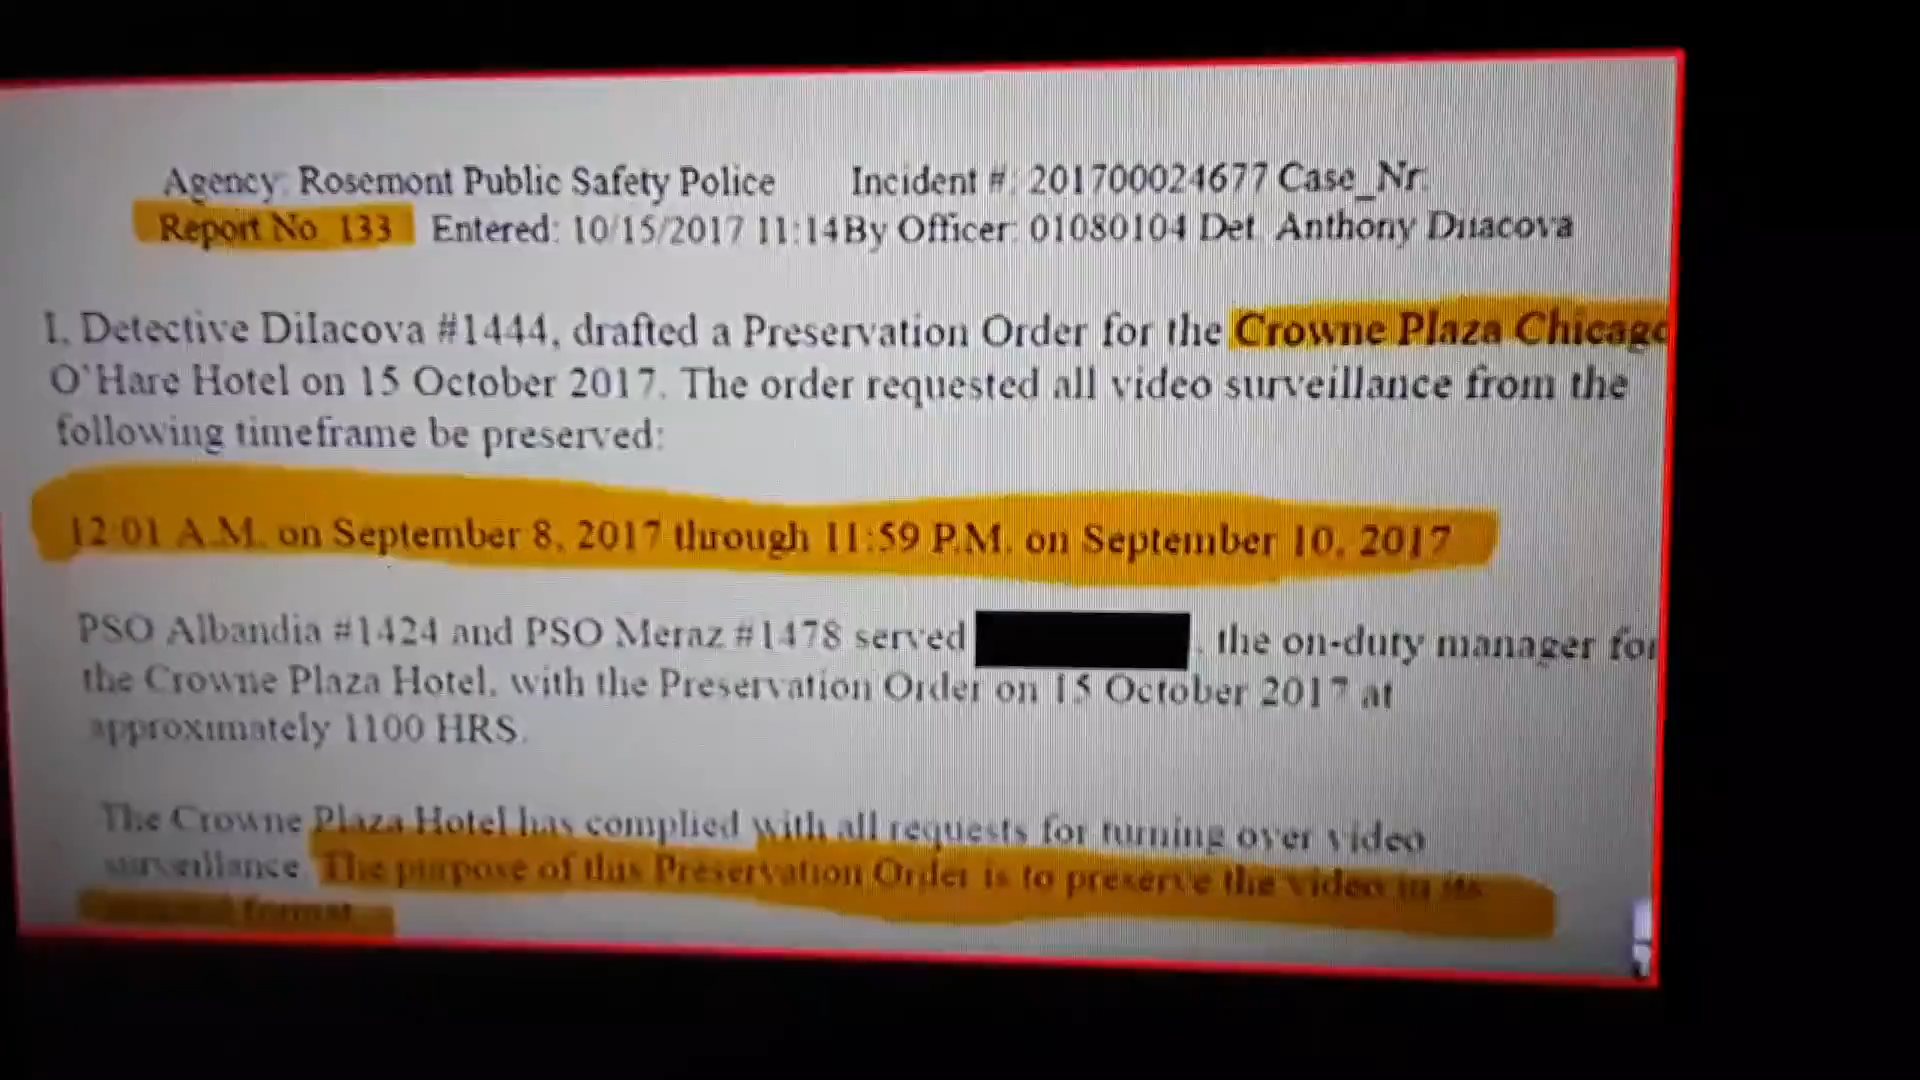 Agency: Rosemont Public Safety Police Incident #: 201700024677 Case_Nr:
Report No. 133 Entered: 10/15/2017 11:14By Officer: 01080104 Det. Anthony Diiacova
I, Detective Dilacova #1444, drafted a Preservation Order for the Crowne Plaza Chicago
O'Hare Hotel on 15 October 2017. The order requested all video surveillance from the
following timeframe be preserved:
12:01 A.M. on September 8, 2017 through 11:59 P.M. on September 10, 2017
PSO Albandia #1424 and PSO Meraz #1478 served , the on-duty manager for
the Crowne Plaza Hotel, with the Preservation Order on 15 October 2017 at
approximately 1100 HRS.
The Crowne Plaza Hotel has complied with all requests for turning over video
surveillance. The purpose of this Preservation Order is to preserve the video in its
format.